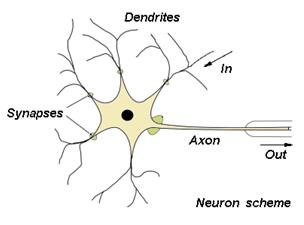 Dendrites
In
Synapses
Axon
Out
Neuron scheme